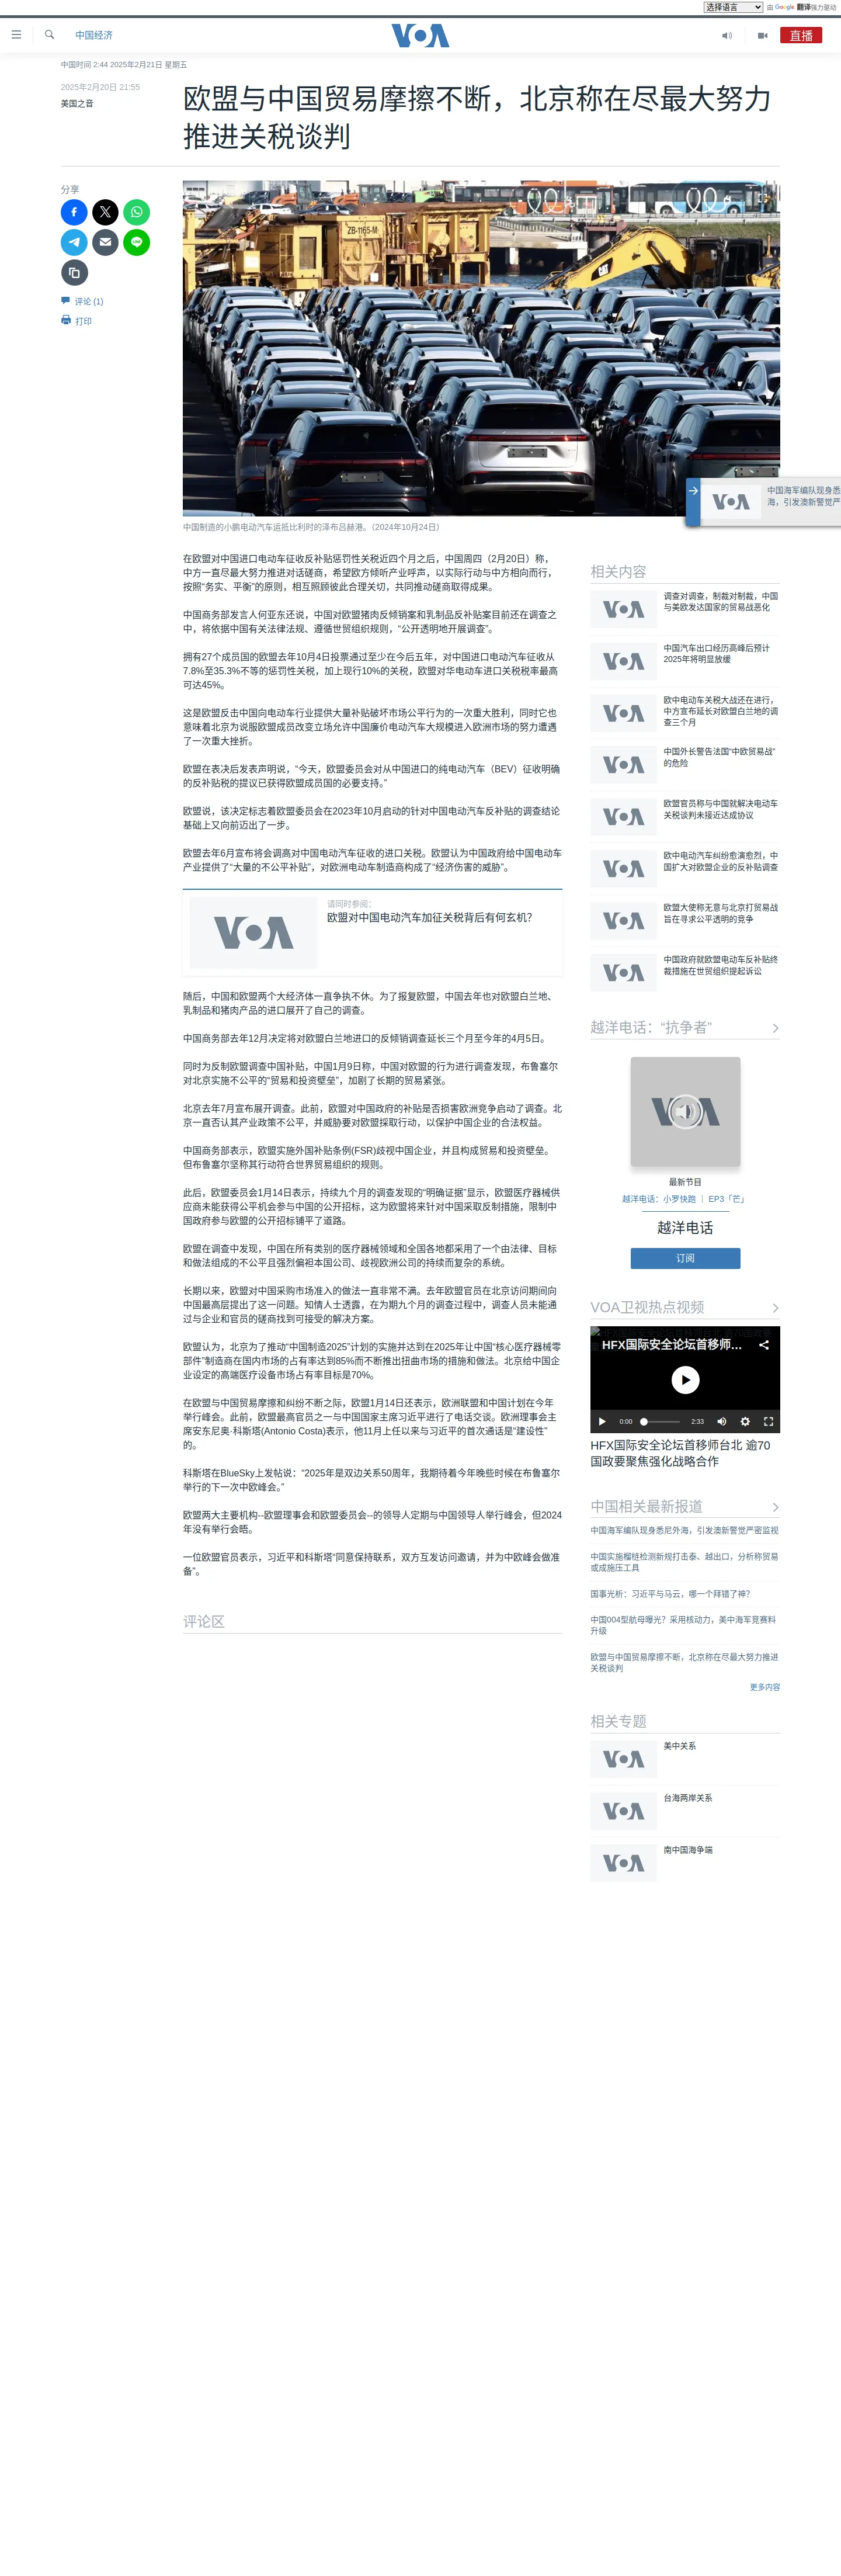 选择语言 由 Google 翻译强力驱动
中国经济
VOA
直播
中国时间 2:44 2025年2月21日 星期五
2025年2月20日 21:55
美国之音
欧盟与中国贸易摩擦不断，北京称在尽最大努力
推进关税谈判
分享
评论 (1)
打印
ZB-1165-M
CAT
中国制造的小鹏电动汽车运抵比利时的泽布吕赫港。（2024年10月24日）
中国海军编队现身悉
海，引发澳新警觉严
在欧盟对中国进口电动车征收反补贴惩罚性关税近四个月之后，中国周四（2月20日）称，
中方一直尽最大努力推进对话磋商，希望欧方倾听产业呼声，以实际行动与中方相向而行，
按照“务实、平衡”的原则，相互照顾彼此合理关切，共同推动磋商取得成果。
中国商务部发言人何亚东还说，中国对欧盟猪肉反倾销案和乳制品反补贴案目前还在调查之
中，将依据中国有关法律法规、遵循世贸组织规则，“公开透明地开展调查”。
拥有27个成员国的欧盟去年10月4日投票通过至少在今后五年，对中国进口电动汽车征收从
7.8%至35.3%不等的惩罚性关税，加上现行10%的关税，欧盟对华电动车进口关税税率最高
可达45%。
这是欧盟反击中国向电动车行业提供大量补贴破坏市场公平行为的一次重大胜利，同时它也
意味着北京为说服欧盟成员改变立场允许中国廉价电动汽车大规模进入欧洲市场的努力遭遇
了一次重大挫折。
欧盟在表决后发表声明说，“今天，欧盟委员会对从中国进口的纯电动汽车（BEV）征收明确
的反补贴税的提议已获得欧盟成员国的必要支持。”
欧盟说，该决定标志着欧盟委员会在2023年10月启动的针对中国电动汽车反补贴的调查结论
基础上又向前迈出了一步。
欧盟去年6月宣布将会调高对中国电动汽车征收的进口关税。欧盟认为中国政府给中国电动车
产业提供了“大量的不公平补贴”，对欧洲电动车制造商构成了“经济伤害的威胁”。
VOA
请同时参阅：
欧盟对中国电动汽车加征关税背后有何玄机？
随后，中国和欧盟两个大经济体一直争执不休。为了报复欧盟，中国去年也对欧盟白兰地、
乳制品和猪肉产品的进口展开了自己的调查。
中国商务部去年12月决定将对欧盟白兰地进口的反倾销调查延长三个月至今年的4月5日。
同时为反制欧盟调查中国补贴，中国1月9日称，中国对欧盟的行为进行调查发现，布鲁塞尔
对北京实施不公平的“贸易和投资壁垒”，加剧了长期的贸易紧张。
北京去年7月宣布展开调查。此前，欧盟对中国政府的补贴是否损害欧洲竞争启动了调查。北
京一直否认其产业政策不公平，并威胁要对欧盟采取行动，以保护中国企业的合法权益。
中国商务部表示，欧盟实施外国补贴条例(FSR)歧视中国企业，并且构成贸易和投资壁垒。
但布鲁塞尔坚称其行动符合世界贸易组织的规则。
此后，欧盟委员会1月14日表示，持续九个月的调查发现的“明确证据”显示，欧盟医疗器械供
应商未能获得公平机会参与中国的公开招标，这为欧盟将来针对中国采取反制措施，限制中
国政府参与欧盟的公开招标铺平了道路。
欧盟在调查中发现，中国在所有类别的医疗器械领域和全国各地都采用了一个由法律、目标
和做法组成的不公平且强烈偏袒本国公司、歧视欧洲公司的持续而复杂的系统。
长期以来，欧盟对中国采购市场准入的做法一直非常不满。去年欧盟官员在北京访问期间向
中国最高层提出了这一问题。知情人士透露，在为期九个月的调查过程中，调查人员未能通
过与企业和官员的磋商找到可接受的解决方案。
欧盟认为，北京为了推动“中国制造2025”计划的实施并达到在2025年让中国“核心医疗器械零
部件”制造商在国内市场的占有率达到85%而不断推出扭曲市场的措施和做法。北京给中国企
业设定的高端医疗设备市场占有率目标是70%。
在欧盟与中国贸易摩擦和纠纷不断之际，欧盟1月14日还表示，欧洲联盟和中国计划在今年
举行峰会。此前，欧盟最高官员之一与中国国家主席习近平进行了电话交谈。欧洲理事会主
席安东尼奥·科斯塔(Antonio Costa)表示，他11月上任以来与习近平的首次通话是“建设性”
的。
科斯塔在BlueSky上发帖说：“2025年是双边关系50周年，我期待着今年晚些时候在布鲁塞尔
举行的下一次中欧峰会。”
欧盟两大主要机构--欧盟理事会和欧盟委员会--的领导人定期与中国领导人举行峰会，但2024
年没有举行会晤。
一位欧盟官员表示，习近平和科斯塔“同意保持联系，双方互发访问邀请，并为中欧峰会做准
备”。
评论区
相关内容
调查对调查，制裁对制裁，中国
与美欧发达国家的贸易战恶化
中国汽车出口经历高峰后预计
2025年将明显放缓
欧中电动车关税大战还在进行，
中方宣布延长对欧盟白兰地的调
查三个月
中国外长警告法国“中欧贸易战”
的危险
欧盟官员称与中国就解决电动车
关税谈判未接近达成协议
欧中电动汽车纠纷愈演愈烈，中
国扩大对欧盟企业的反补贴调查
欧盟大使称无意与北京打贸易战
旨在寻求公平透明的竞争
中国政府就欧盟电动车反补贴终
裁措施在世贸组织提起诉讼
越洋电话：“抗争者”
最新节目
越洋电话：小罗快跑 ｜ EP3「芒」
越洋电话
订阅
VOA卫视热点视频
HFX国际安全论坛首移师…
0:00
2:33
HFX国际安全论坛首移师台北 逾70
国政要聚焦强化战略合作
中国相关最新报道
中国海军编队现身悉尼外海，引发澳新警觉严密监视
中国实施榴梿检测新规打击泰、越出口，分析称贸易
或成施压工具
国事光析：习近平与马云，哪一个拜错了神？
中国004型航母曝光？采用核动力，美中海军竞赛料
升级
欧盟与中国贸易摩擦不断，北京称在尽最大努力推进
关税谈判
更多内容
相关专题
美中关系
台海两岸关系
南中国海争端